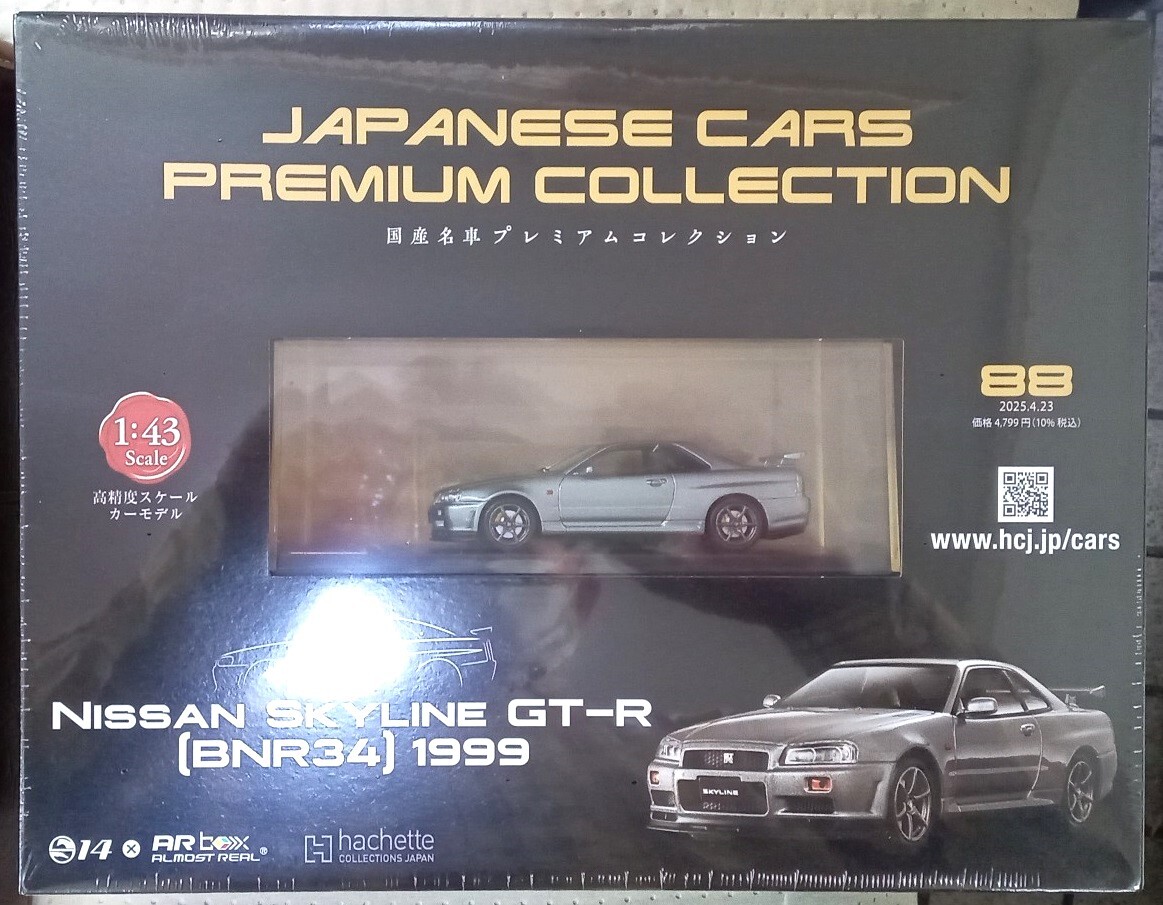 JAPANESE CARS
PREMIUM COLLECTION
国産名車プレミアムコレクション
1:43
Scale
高精度スケール
カーモデル
88
2025.4.23
価格 4,799 円(10% 税込)
www.hcj.jp/cars
NISSAN SKYLINE GT-R
(BNR34) 1999
SKYLINE
14 × ARbox
ALMOST REAL®
hachette
COLLECTIONS JAPAN